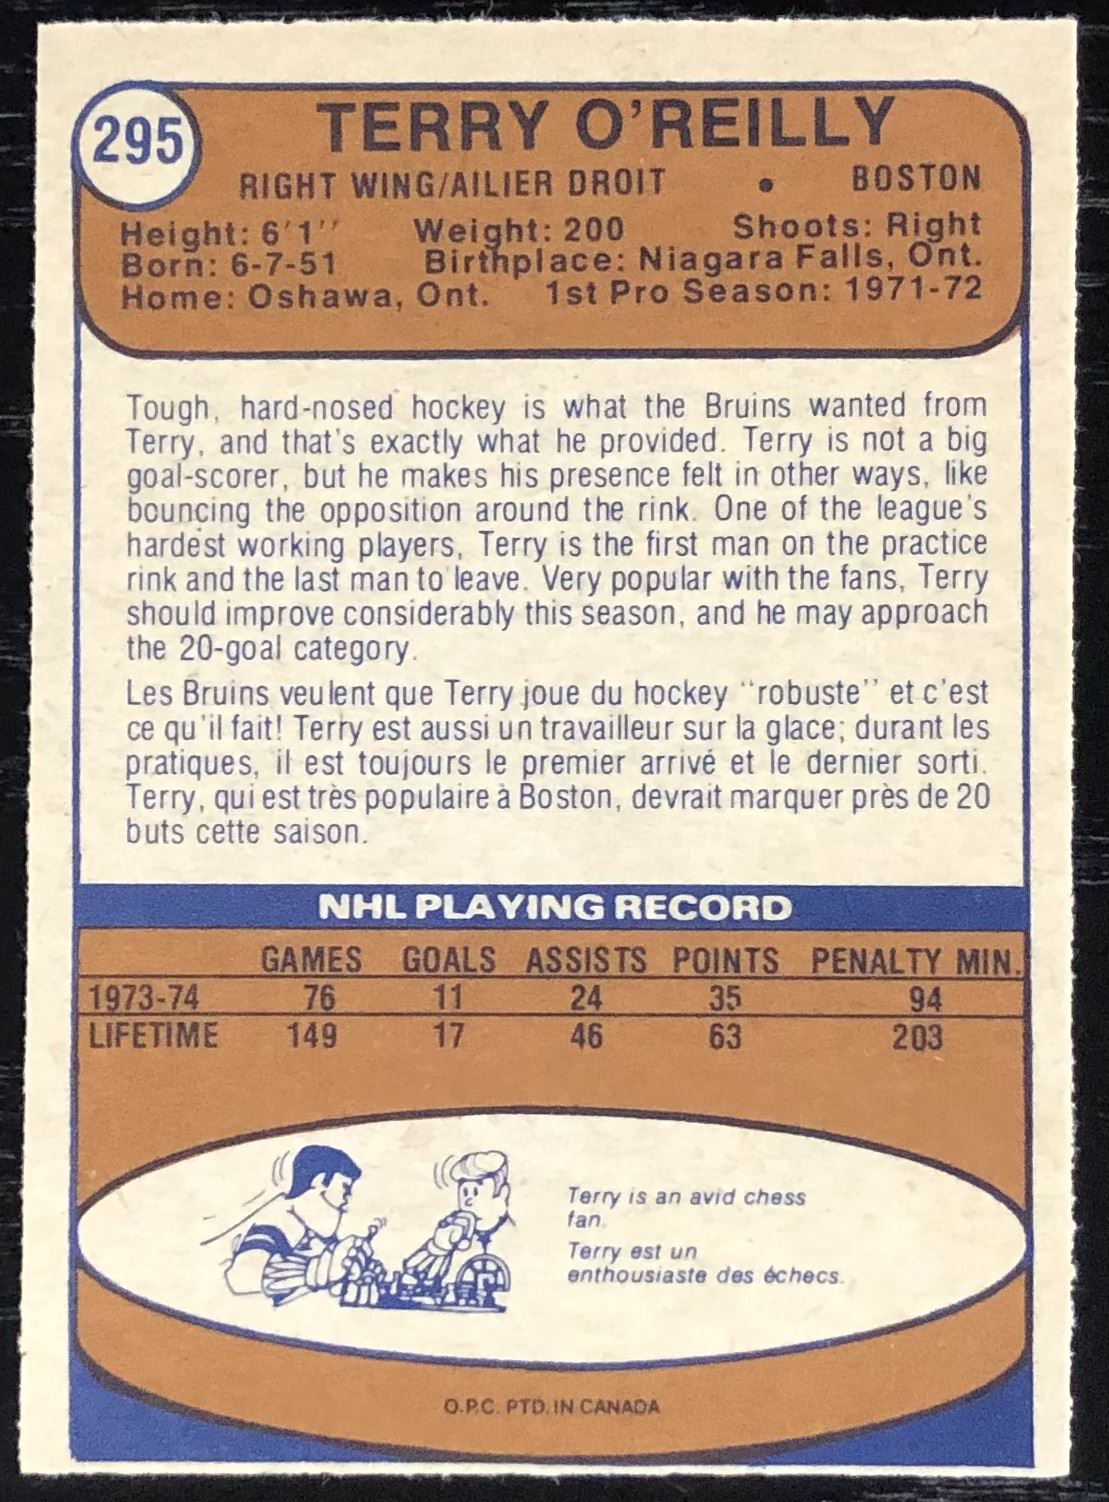 295
TERRY O'REILLY
RIGHT WING/AILIER DROIT • BOSTON
Height: 6'1'' Weight: 200 Shoots: Right
Born: 6-7-51 Birthplace: Niagara Falls, Ont.
Home: Oshawa, Ont. 1st Pro Season: 1971-72
Tough, hard-nosed hockey is what the Bruins wanted from
Terry, and that's exactly what he provided. Terry is not a big
goal-scorer, but he makes his presence felt in other ways, like
bouncing the opposition around the rink. One of the league's
hardest working players, Terry is the first man on the practice
rink and the last man to leave. Very popular with the fans, Terry
should improve considerably this season, and he may approach
the 20-goal category.
Les Bruins veulent que Terry joue du hockey "robuste" et c'est
ce qu'il fait! Terry est aussi un travailleur sur la glace; durant les
pratiques, il est toujours le premier arrivé et le dernier sorti.
Terry, qui est très populaire à Boston, devrait marquer près de 20
buts cette saison.
NHL PLAYING RECORD
GAMES GOALS ASSISTS POINTS PENALTY MIN.
1973-74 76 11 24 35 94
LIFETIME 149 17 46 63 203
Terry is an avid chess
fan.
Terry est un
enthousiaste des échecs.
O.P.C. PTD. IN CANADA